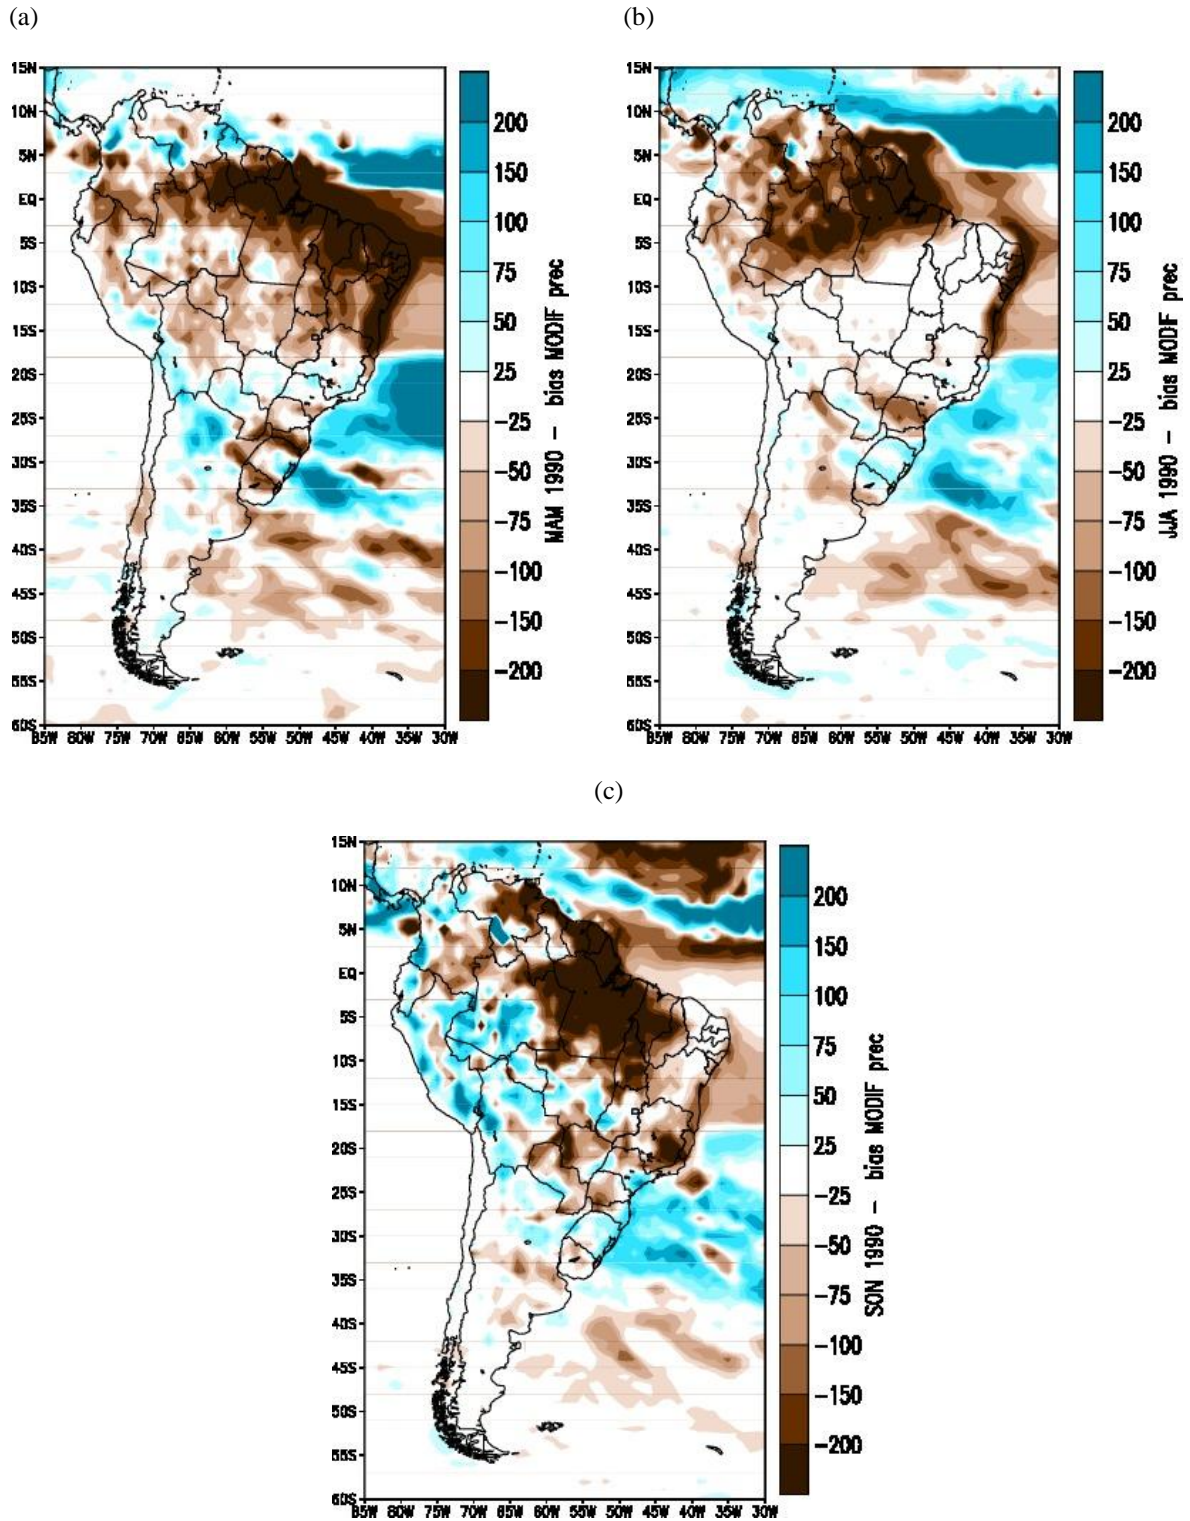 (a)
(b)
15N
10N
5N
EQ
5S
10S
15S
20S
25S
30S
35S
40S
45S
50S
55S
60S
85W 80W 75W 70W 65W 60W 55W 50W 45W 40W 35W 30W
200
150
100
75
50
25
−25
−50
−75
−100
−150
−200
MAM 1990 − bias MODIF prec
15N
10N
5N
EQ
5S
10S
15S
20S
25S
30S
35S
40S
45S
50S
55S
60S
85W 80W 75W 70W 65W 60W 55W 50W 45W 40W 35W 30W
200
150
100
75
50
25
−25
−50
−75
−100
−150
−200
JJA 1990 − bias MODIF prec
(c)
15N
10N
5N
EQ
5S
10S
15S
20S
25S
30S
35S
40S
45S
50S
55S
60S
85W 80W 75W 70W 65W 60W 55W 50W 45W 40W 35W 30W
200
150
100
75
50
25
−25
−50
−75
−100
−150
−200
SON 1990 − bias MODIF prec